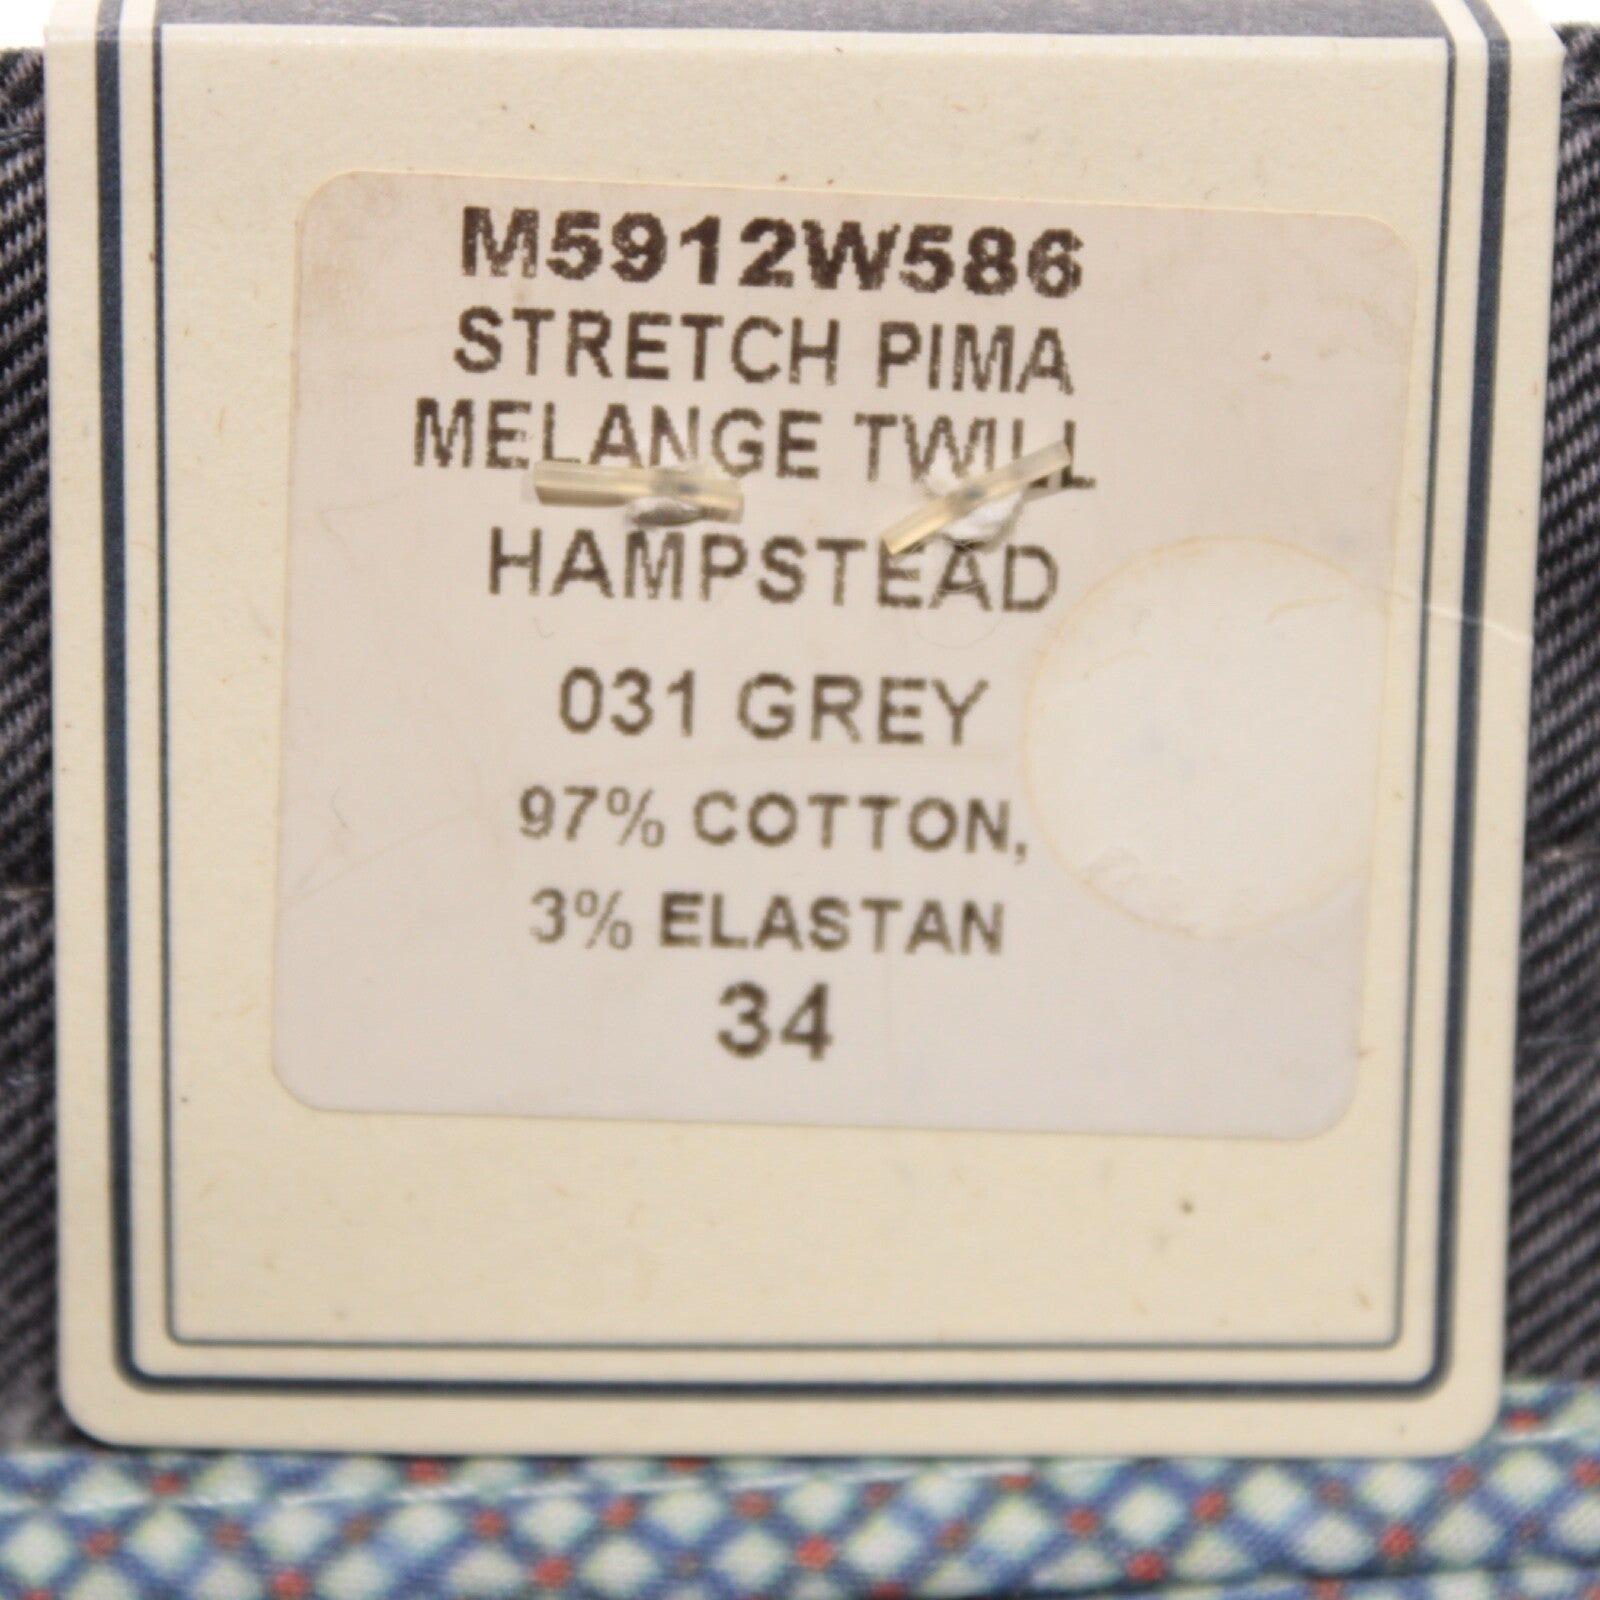 M5912W586
STRETCH PIMA
MELANGE TWILL
HAMPSTEAD
031 GREY
97% COTTON,
3% ELASTAN
34